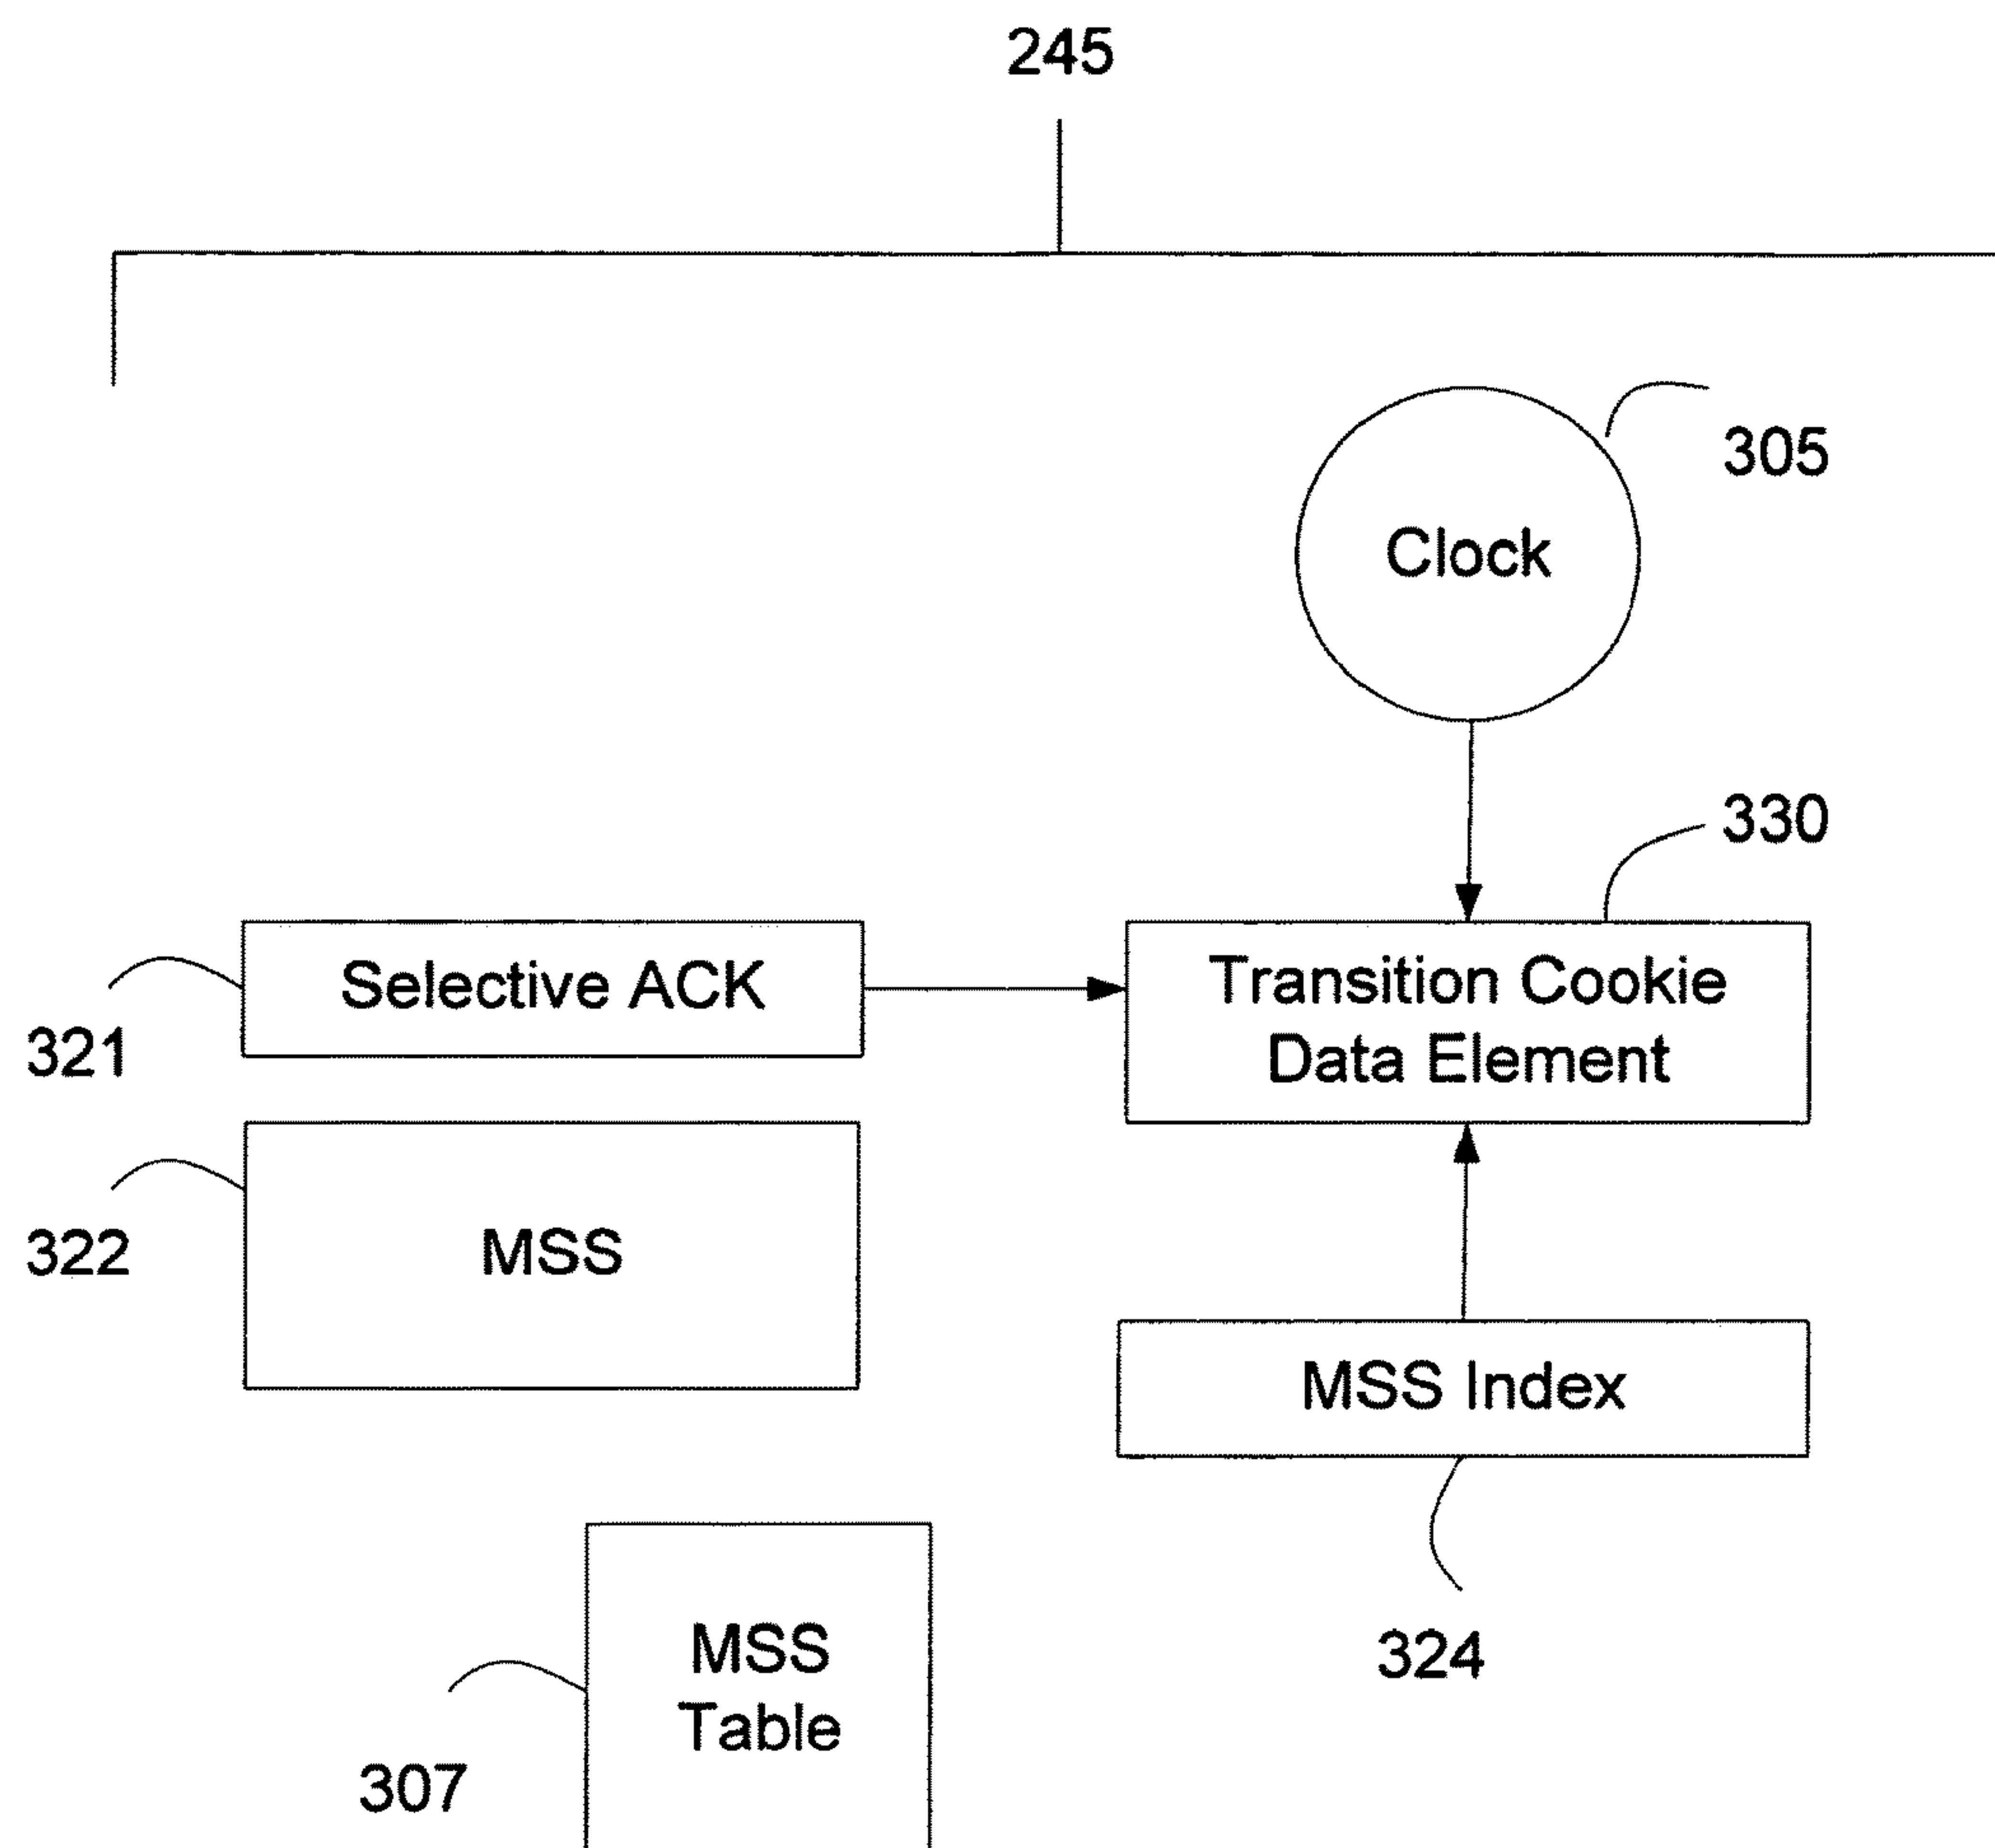 245
305
Clock
330
Selective ACK
Transition Cookie
Data Element
321
322
MSS
MSS Index
324
MSS
Table
307